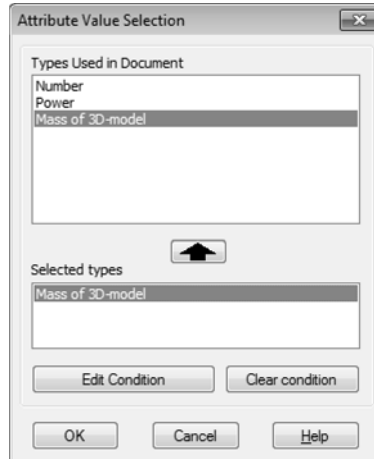 Attribute Value Selection
Types Used in Document
Number
Power
Mass of 3D-model
Selected types
Mass of 3D-model
Edit Condition
Clear condition
OK
Cancel
Help